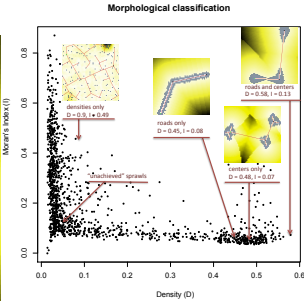 Morphological classification
roads and centers
D = 0.58, I = 0.13
densities only
D = 0.9, I = 0.49
roads only
D = 0.45, I = 0.08
centers only
D = 0.48, I = 0.07
"unachieved" sprawls
Moran's Index (I)
0.8
0.6
0.4
0.2
0.0
0.0 0.1 0.2 0.3 0.4 0.5 0.6
Density (D)